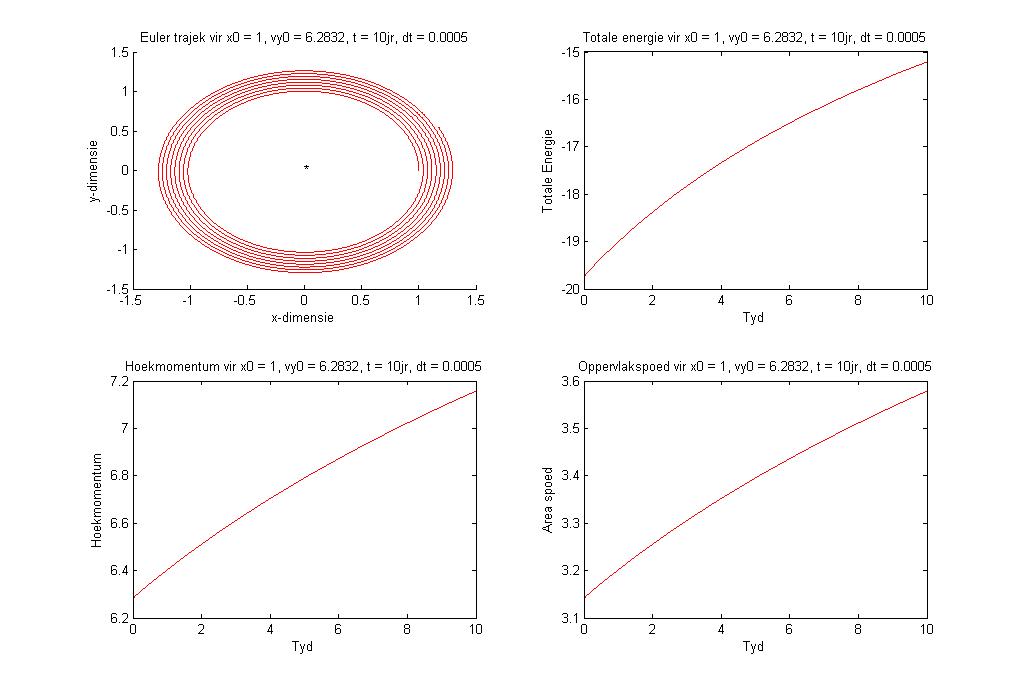 Euler trajek vir x0 = 1, vy0 = 6.2832, t = 10jr, dt = 0.0005
1.5
1
0.5
0
-0.5
-1
-1.5
y-dimensie
*
-1.5 -1 -0.5 0 0.5 1 1.5
x-dimensie
Totale energie vir x0 = 1, vy0 = 6.2832, t = 10jr, dt = 0.0005
-15
-16
-17
-18
-19
-20
Totale Energie
0 2 4 6 8 10
Tyd
Hoekmomentum vir x0 = 1, vy0 = 6.2832, t = 10jr, dt = 0.0005
7.2
7
6.8
6.6
6.4
6.2
Hoekmomentum
0 2 4 6 8 10
Tyd
Oppervlakspoed vir x0 = 1, vy0 = 6.2832, t = 10jr, dt = 0.0005
3.6
3.5
3.4
3.3
3.2
3.1
Area spoed
0 2 4 6 8 10
Tyd